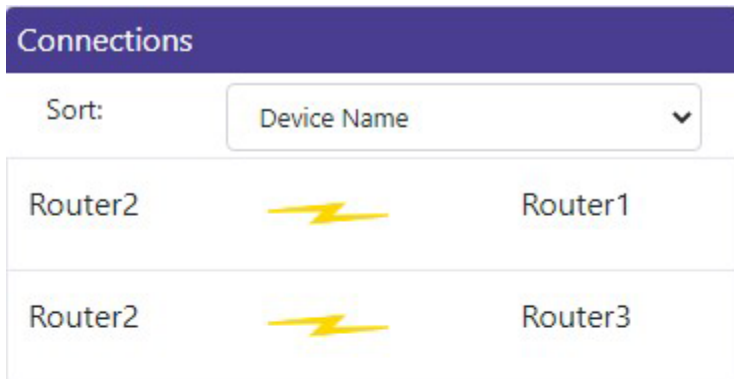 Connections
Sort: Device Name
Router2 Router1
Router2 Router3